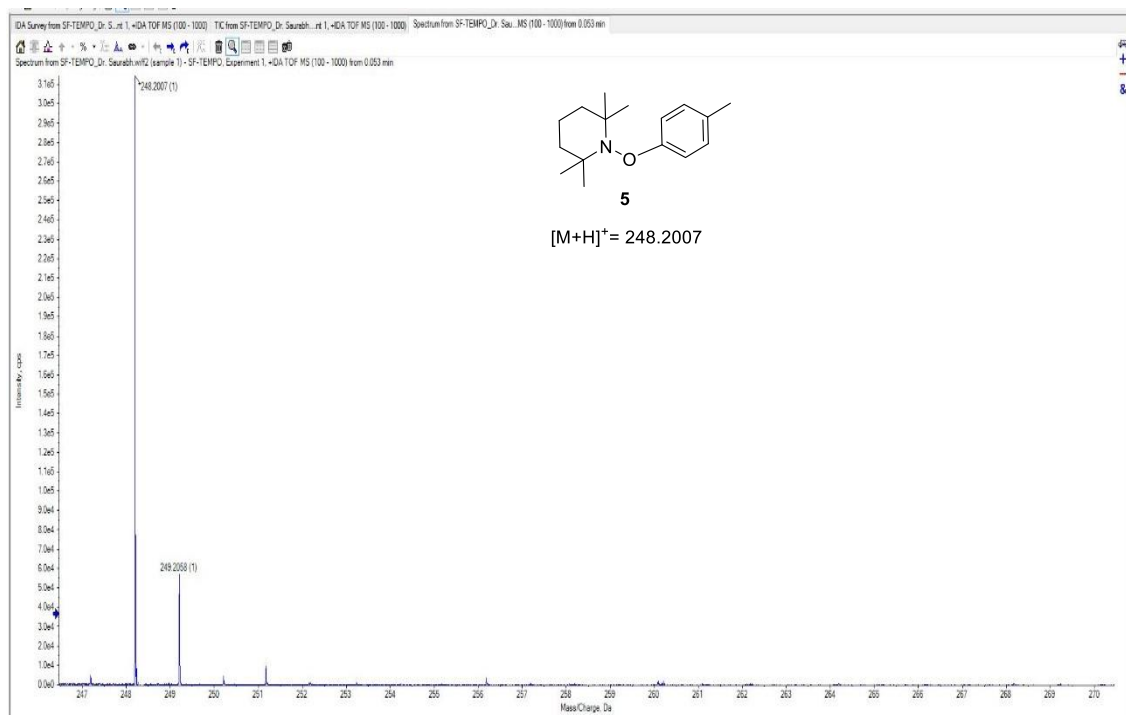 IDA Survey from SF-TEMPO_Dr. S...nt 1, +IDA TOF MS (100 - 1000) TIC from SF-TEMPO_Dr. Saurabh...nt 1, +IDA TOF MS (100 - 1000) Spectrum from SF-TEMPO_Dr. Sau...MS (100 - 1000) from 0.053 min
%
Spectrum from SF-TEMPO_Dr. Saurabh.wiff2 (sample 1) - SF-TEMPO, Experiment 1, +IDA TOF MS (100 - 1000) from 0.053 min
248.2007 (1)
N
O
5
[M+H]+= 248.2007
249.2058 (1)
Intensity, cps
3.1e5
3.0e5
2.9e5
2.8e5
2.7e5
2.6e5
2.5e5
2.4e5
2.3e5
2.2e5
2.1e5
2.0e5
1.9e5
1.8e5
1.7e5
1.6e5
1.5e5
1.4e5
1.3e5
1.2e5
1.1e5
1.0e5
9.0e4
8.0e4
7.0e4
6.0e4
5.0e4
4.0e4
3.0e4
2.0e4
1.0e4
0.0e0
247 248 249 250 251 252 253 254 255 256 257 258 259 260 261 262 263 264 265 266 267 268 269 270
Mass/Charge, Da